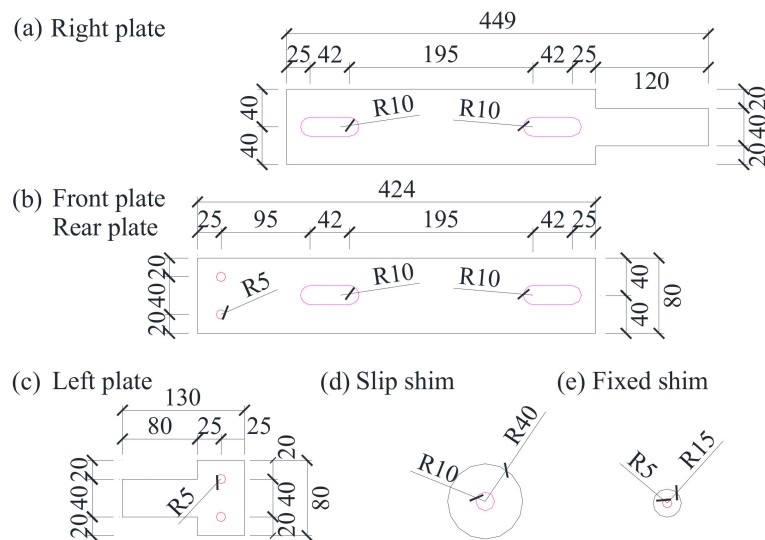 (a) Right plate
449
25 42 195 42 25
120
40
40
R10
R10
20
40
20
(b) Front plate
Rear plate
424
25 95 42 195 42 25
20
40
20
R5
R10
R10
40
40
80
(c) Left plate
130
80 25 25
20
40
20
R5
20
40
20
80
(d) Slip shim
R10
R40
(e) Fixed shim
R5
R15